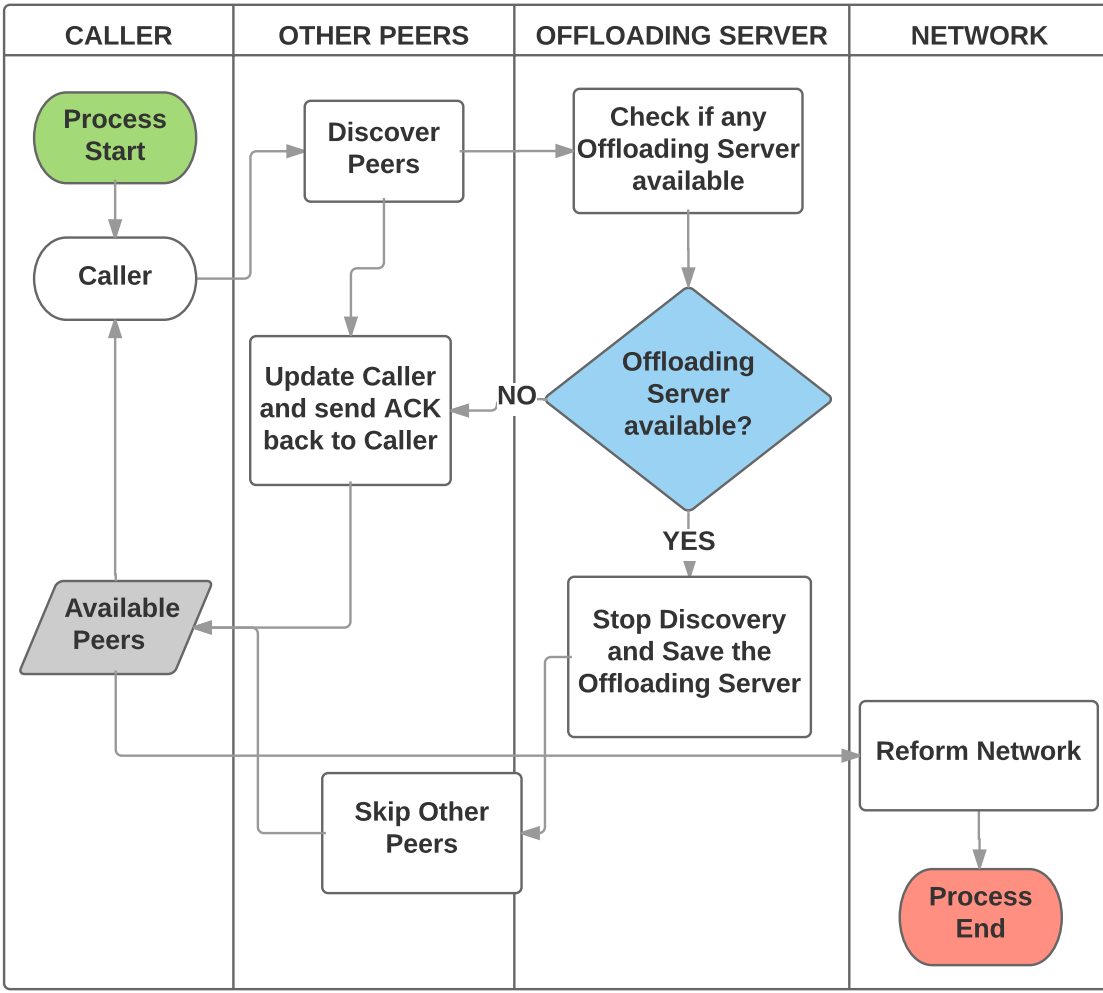 CALLER
OTHER PEERS
OFFLOADING SERVER
NETWORK
Process
Start
Discover
Peers
Check if any
Offloading Server
available
Caller
Update Caller
and send ACK
back to Caller
NO
Offloading
Server
available?
YES
Available
Peers
Stop Discovery
and Save the
Offloading Server
Reform Network
Skip Other
Peers
Process
End